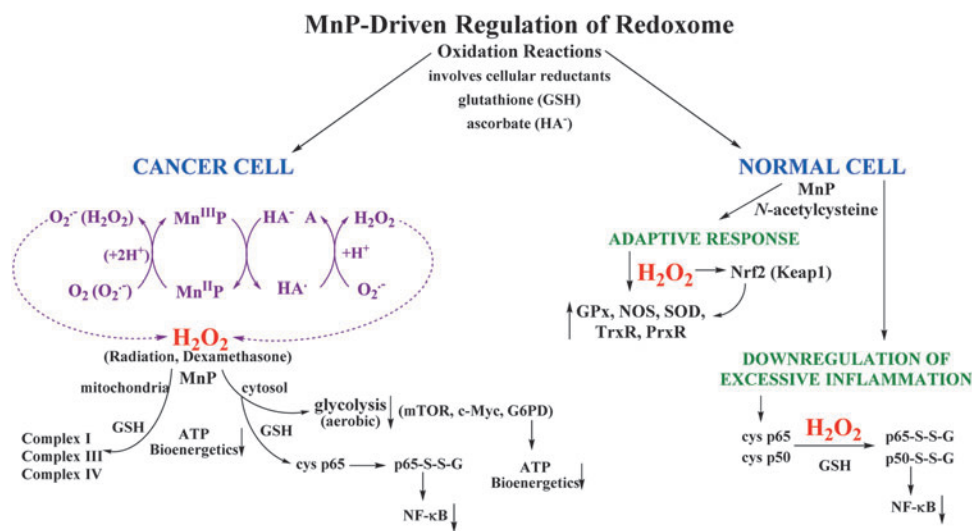 MnP-Driven Regulation of Redoxome
Oxidation Reactions
involves cellular reductants
glutathione (GSH)
ascorbate (HA⁻)
CANCER CELL
O₂·⁻ (H₂O₂)
MnᴵᴵᴵP
HA⁻ A
H₂O₂
(+2H⁺)
+H⁺
O₂ (O₂·⁻)
MnᴵᴵP
HA·
O₂·⁻
H₂O₂
(Radiation, Dexamethasone)
mitochondria
MnP
cytosol
GSH
GSH
glycolysis
(aerobic)
(mTOR, c-Myc, G6PD)
Complex I
Complex III
Complex IV
ATP
Bioenergetics
cys p65
p65-S-S-G
ATP
Bioenergetics
NF-κB
NORMAL CELL
MnP
N-acetylcysteine
ADAPTIVE RESPONSE
H₂O₂
Nrf2 (Keap1)
GPx, NOS, SOD,
TrxR, PrxR
DOWNREGULATION OF
EXCESSIVE INFLAMMATION
cys p65
cys p50
H₂O₂
GSH
p65-S-S-G
p50-S-S-G
NF-κB